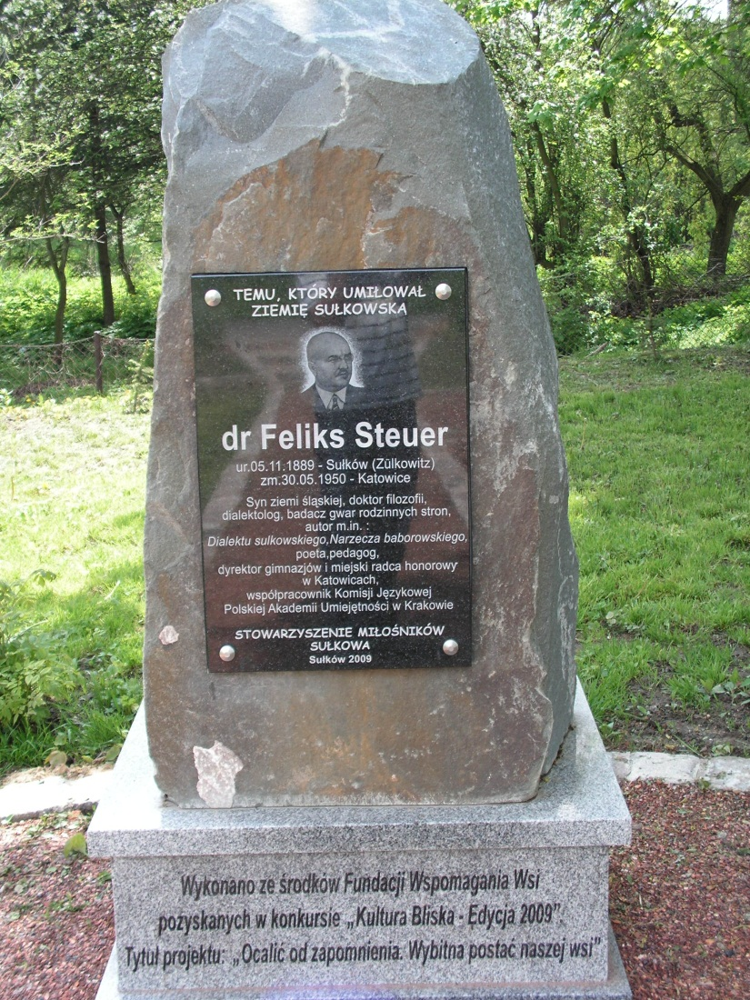 TEMU, KTÓRY UMIŁOWAŁ
ZIEMIĘ SUŁKOWSKĄ
dr Feliks Steuer
ur.05.11.1889 - Sułków (Zülkowitz)
zm.30.05.1950 - Katowice
Syn ziemi śląskiej, doktor filozofii,
dialektolog, badacz gwar rodzinnych stron,
autor m.in. :
Dialektu sulkowskiego,Narzecza baborowskiego,
poeta,pedagog,
dyrektor gimnazjów i miejski radca honorowy
w Katowicach,
współpracownik Komisji Językowej
Polskiej Akademii Umiejętności w Krakowie
STOWARZYSZENIE MIŁOŚNIKÓW
SUŁKOWA
Sułków 2009
Wykonano ze środków Fundacji Wspomagania Wsi
pozyskanych w konkursie „Kultura Bliska - Edycja 2009".
Tytuł projektu: „Ocalić od zapomnienia. Wybitna postać naszej wsi"